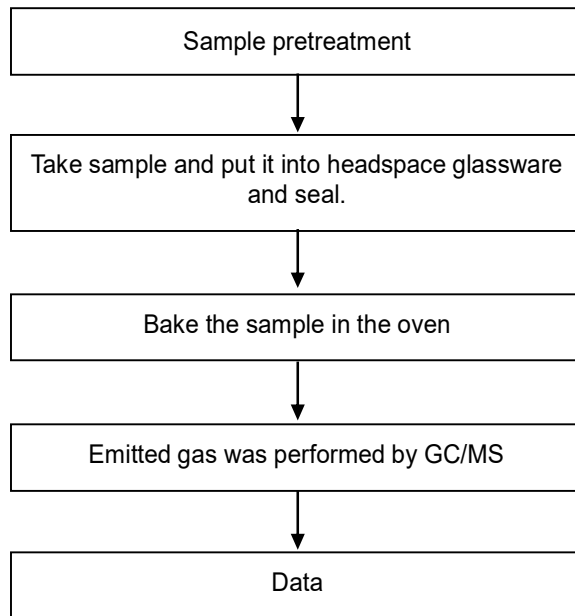 Sample pretreatment
Take sample and put it into headspace glassware
and seal.
Bake the sample in the oven
Emitted gas was performed by GC/MS
Data